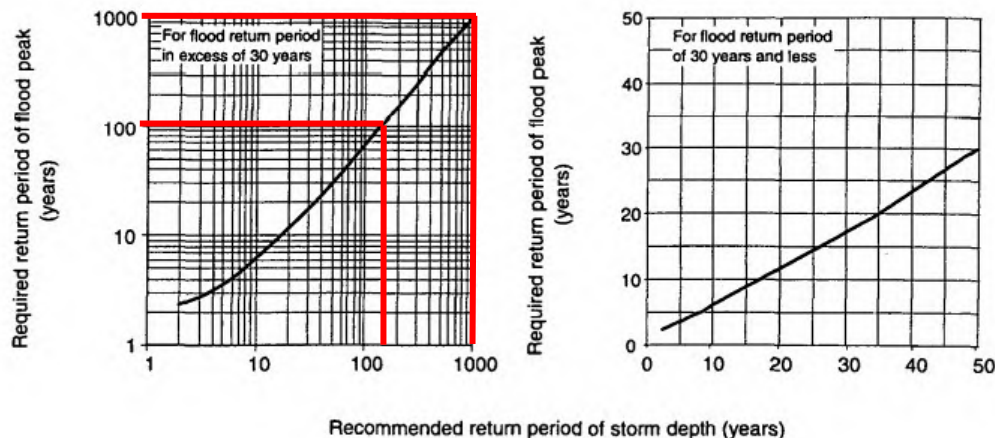 Required return period of flood peak
(years)
1000
100
10
1
For flood return period
in excess of 30 years
1
10
100
1000
Required return period of flood peak
(years)
50
40
30
20
10
0
For flood return period
of 30 years and less
0
10
20
30
40
50
Recommended return period of storm depth (years)